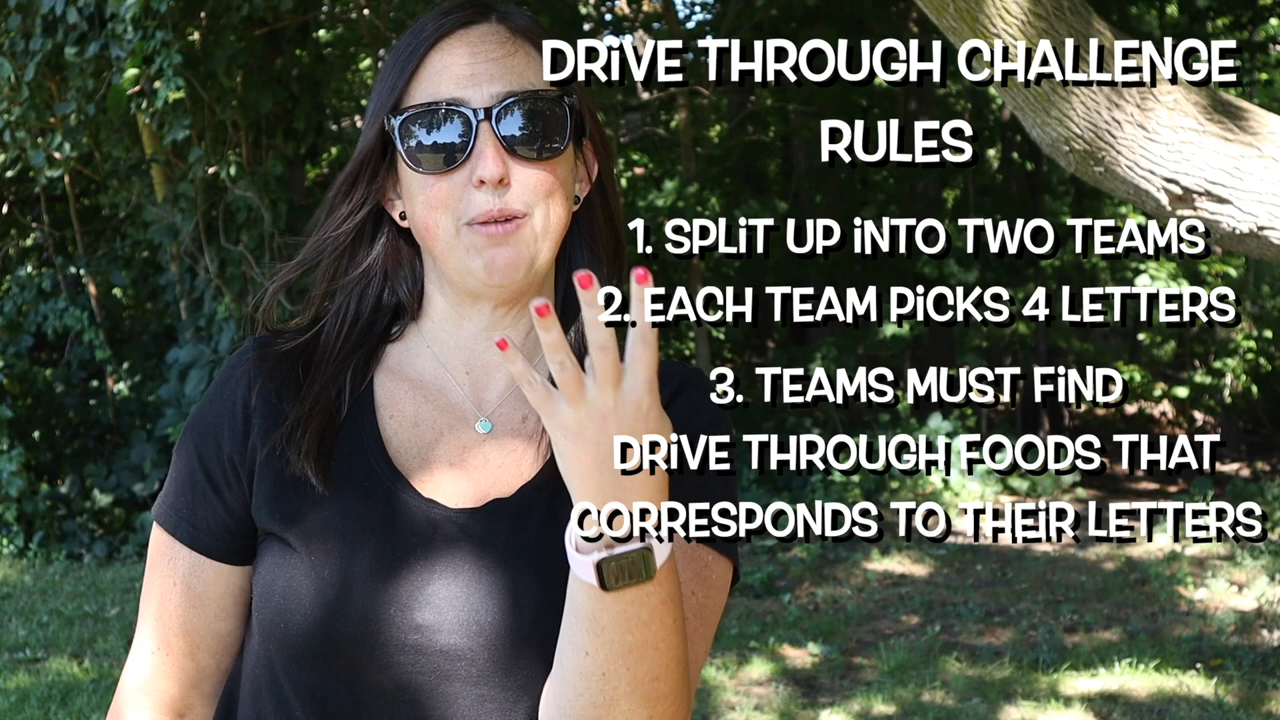 DRiVE THROUGH CHALLENGE
RULES
1. SPLiT UP iNTO TWO TEAMS
2. EACH TEAM PiCKS 4 LETTERS
3. TEAMS MUST FiND
DRiVE THROUGH FOODS THAT
CORRESPONDS TO THEiR LETTERS